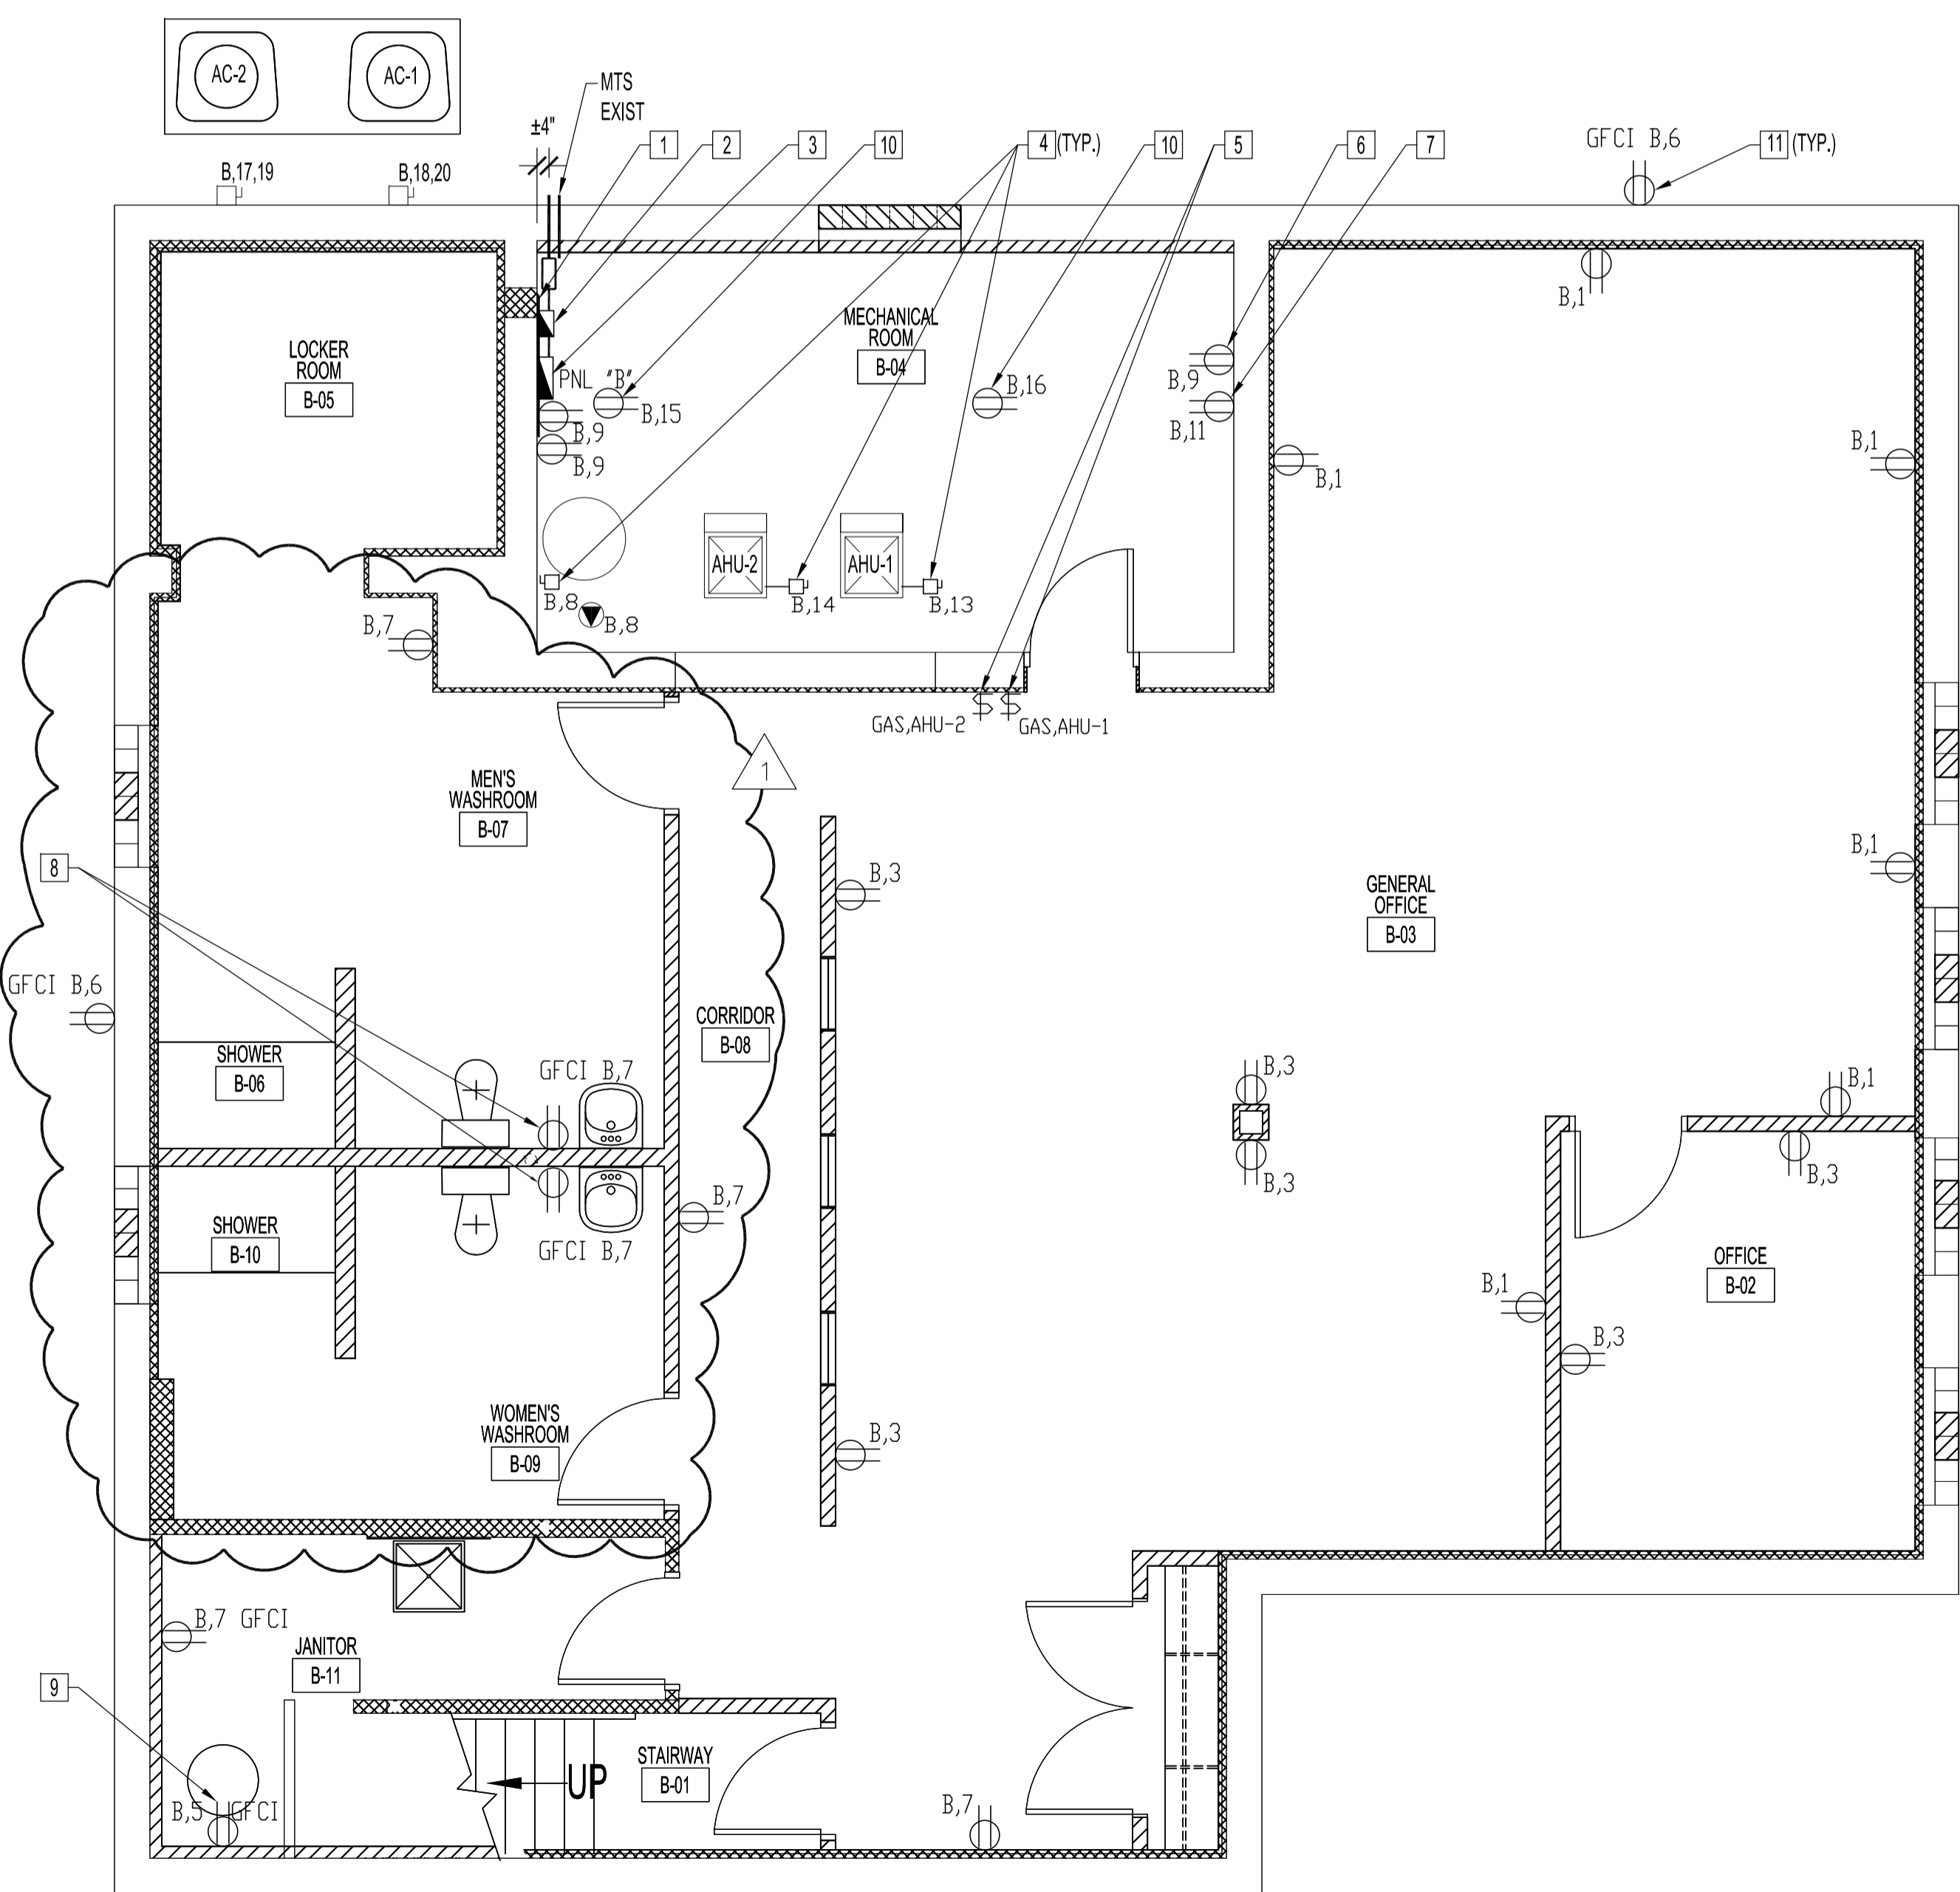 AC-2
AC-1
MTS
EXIST
±4"
1
2
3
10
4 (TYP.)
10
5
6
7
GFCI B,6
11 (TYP.)
B,17,19
B,18,20
LOCKER
ROOM
B-05
MECHANICAL
ROOM
B-04
PNL "B"
B,15
B,16
B,9
B,11
B,9
B,9
B,1
B,1
B,1
AHU-2
AHU-1
B,8
B,8
B,14
B,13
B,7
GAS,AHU-2
GAS,AHU-1
1
MEN'S
WASHROOM
B-07
8
B,3
B,1
GENERAL
OFFICE
B-03
GFCI B,6
CORRIDOR
B-08
SHOWER
B-06
GFCI B,7
B,3
B,1
B,3
B,3
SHOWER
B-10
GFCI B,7
B,7
OFFICE
B-02
B,1
B,3
WOMEN'S
WASHROOM
B-09
B,3
B,7 GFCI
JANITOR
B-11
9
STAIRWAY
B-01
UP
B,5 GFCI
B,7